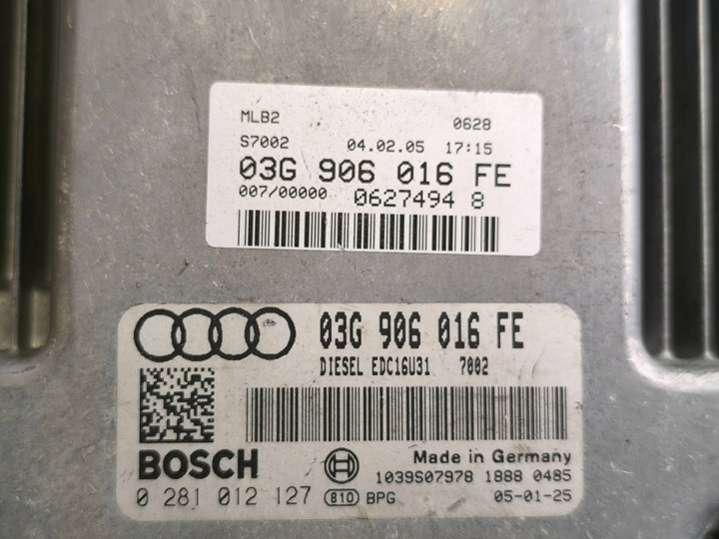 MLB2 0628
S7002 04.02.05 17:15
03G 906 016 FE
007/00000 0627494 8
03G 906 016 FE
DIESEL EDC16U31 7002
BOSCH Made in Germany
1039S07978 1888 0485
0 281 012 127 810 BPG 05-01-25